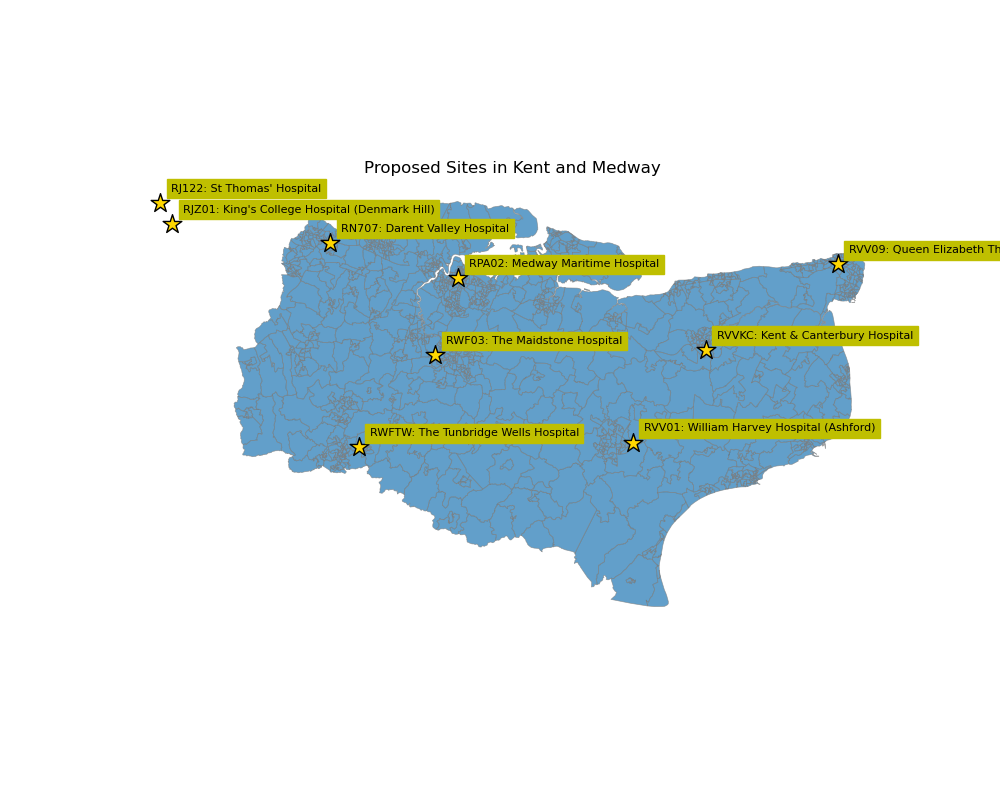 Proposed Sites in Kent and Medway
RJ122: St Thomas' Hospital
RJZ01: King's College Hospital (Denmark Hill)
RN707: Darent Valley Hospital
RVV09: Queen Elizabeth Th
RPA02: Medway Maritime Hospital
RVVKC: Kent & Canterbury Hospital
RWF03: The Maidstone Hospital
RVV01: William Harvey Hospital (Ashford)
RWFTW: The Tunbridge Wells Hospital